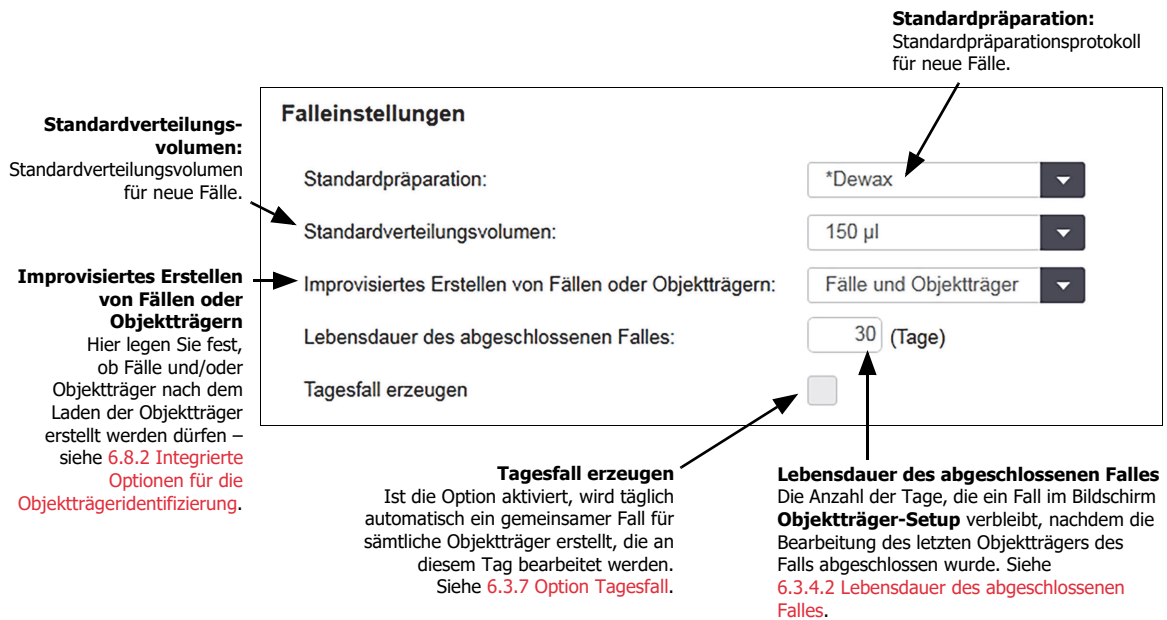 Standardpräparation:
Standardpräparationsprotokoll
für neue Fälle.
Standardverteilungs-
volumen:
Standardverteilungsvolumen
für neue Fälle.
Improvisiertes Erstellen
von Fällen oder
Objektträgern
Hier legen Sie fest,
ob Fälle und/oder
Objektträger nach dem
Laden der Objektträger
erstellt werden dürfen –
siehe 6.8.2 Integrierte
Optionen für die
Objektträgeridentifizierung.
Falleinstellungen
Standardpräparation:
*Dewax
Standardverteilungsvolumen:
150 µl
Improvisiertes Erstellen von Fällen oder Objektträgern:
Fälle und Objektträger
Lebensdauer des abgeschlossenen Falles:
30 (Tage)
Tagesfall erzeugen
Tagesfall erzeugen
Ist die Option aktiviert, wird täglich
automatisch ein gemeinsamer Fall für
sämtliche Objektträger erstellt, die an
diesem Tag bearbeitet werden.
Siehe 6.3.7 Option Tagesfall.
Lebensdauer des abgeschlossenen Falles
Die Anzahl der Tage, die ein Fall im Bildschirm
Objektträger-Setup verbleibt, nachdem die
Bearbeitung des letzten Objektträgers des
Falls abgeschlossen wurde. Siehe
6.3.4.2 Lebensdauer des abgeschlossenen
Falles.